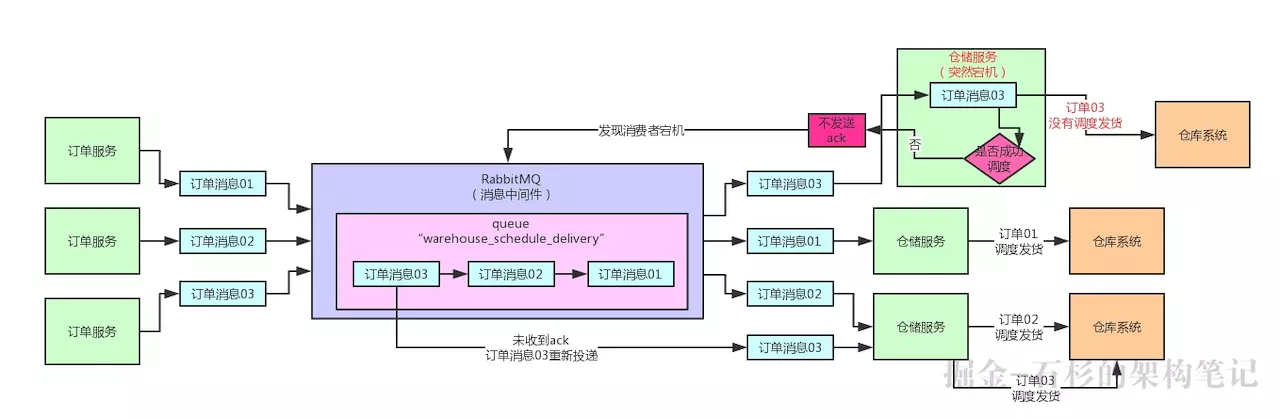 仓储服务
（突然宕机）
订单消息03
订单03
没有调度发货
仓库系统
不发送
ack
否
是否成功
调度
发现消费者宕机
订单服务
订单消息01
订单服务
订单消息02
订单服务
订单消息03
RabbitMQ
（消息中间件）
queue
“warehouse_schedule_delivery”
订单消息03
订单消息02
订单消息01
订单消息03
订单消息01
仓储服务
订单01
调度发货
仓库系统
订单消息02
仓储服务
订单02
调度发货
仓库系统
未收到ack
订单消息03重新投递
订单消息03
订单03
调度发货
掘金-石杉的架构笔记